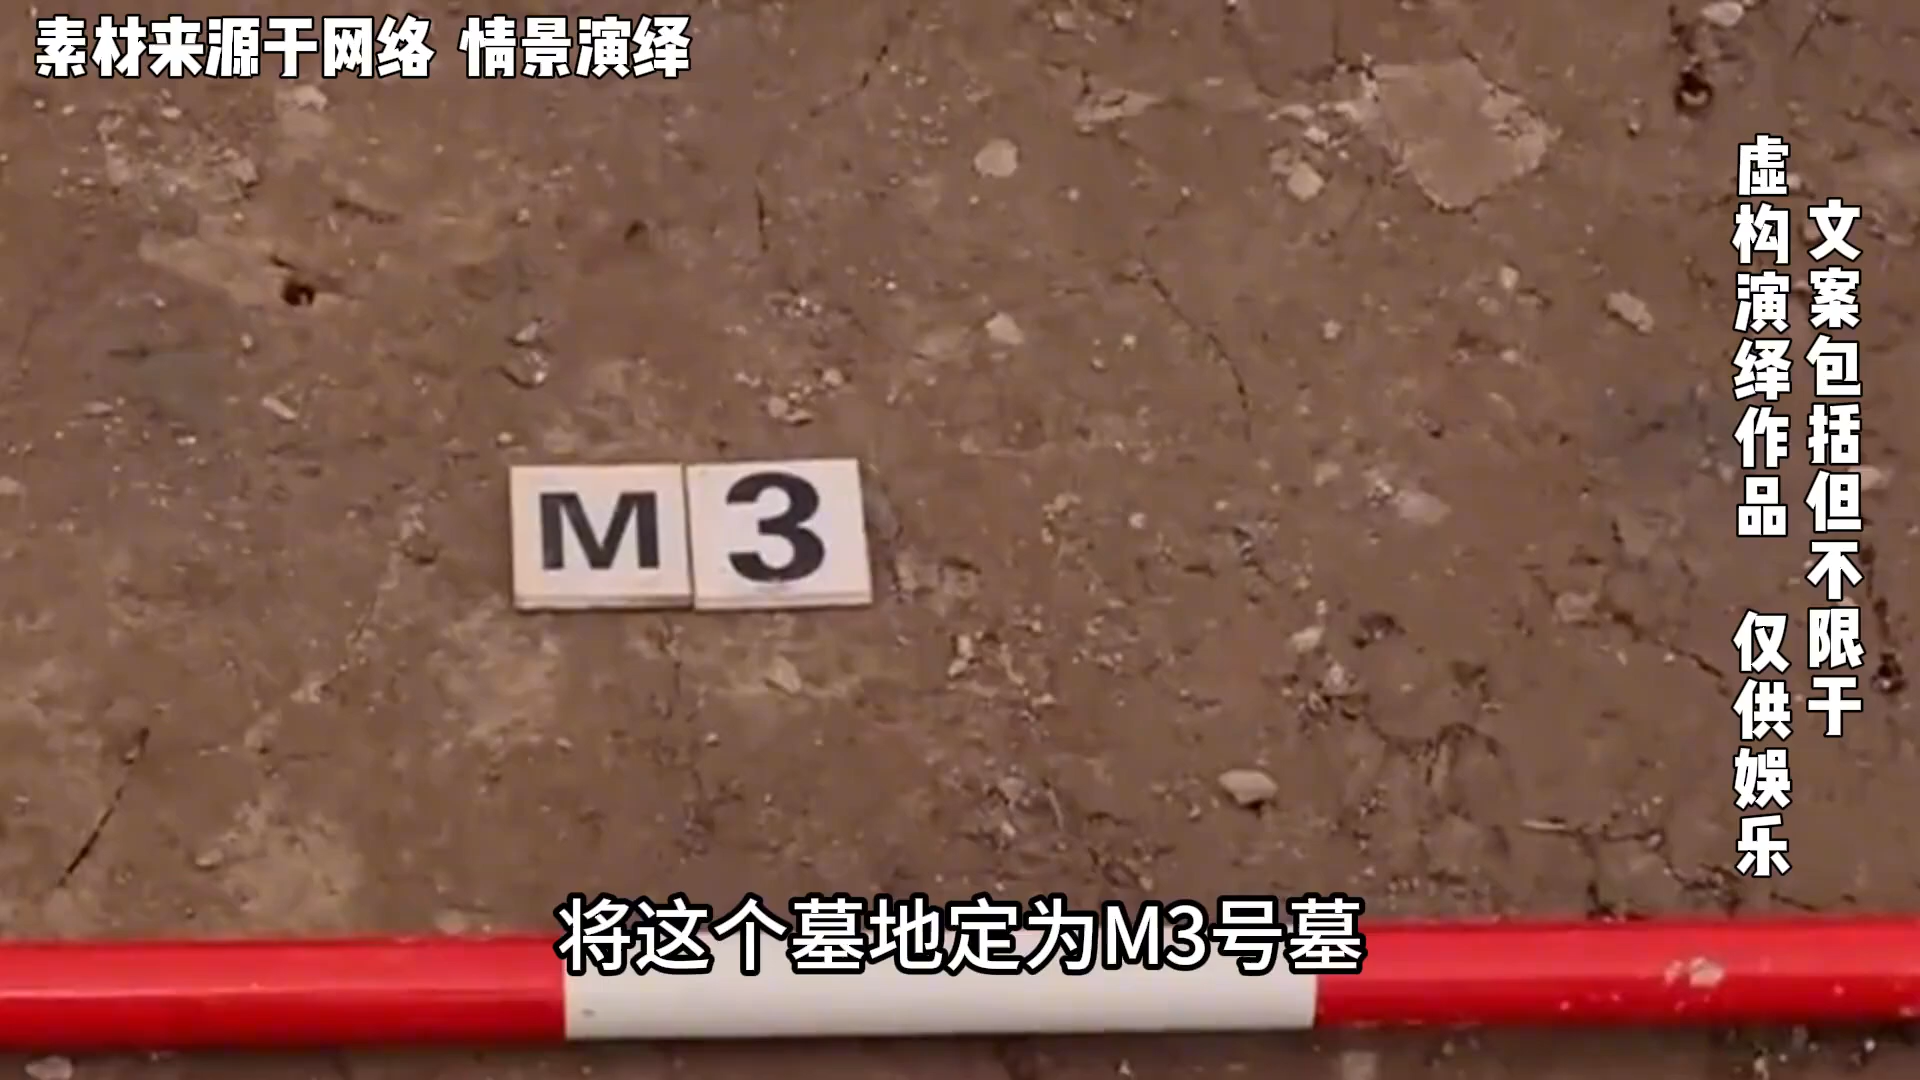 素材来源于网络 情景演绎
文案包括但不限于
虚构演绎作品 仅供娱乐
M 3
将这个墓地定为M3号墓